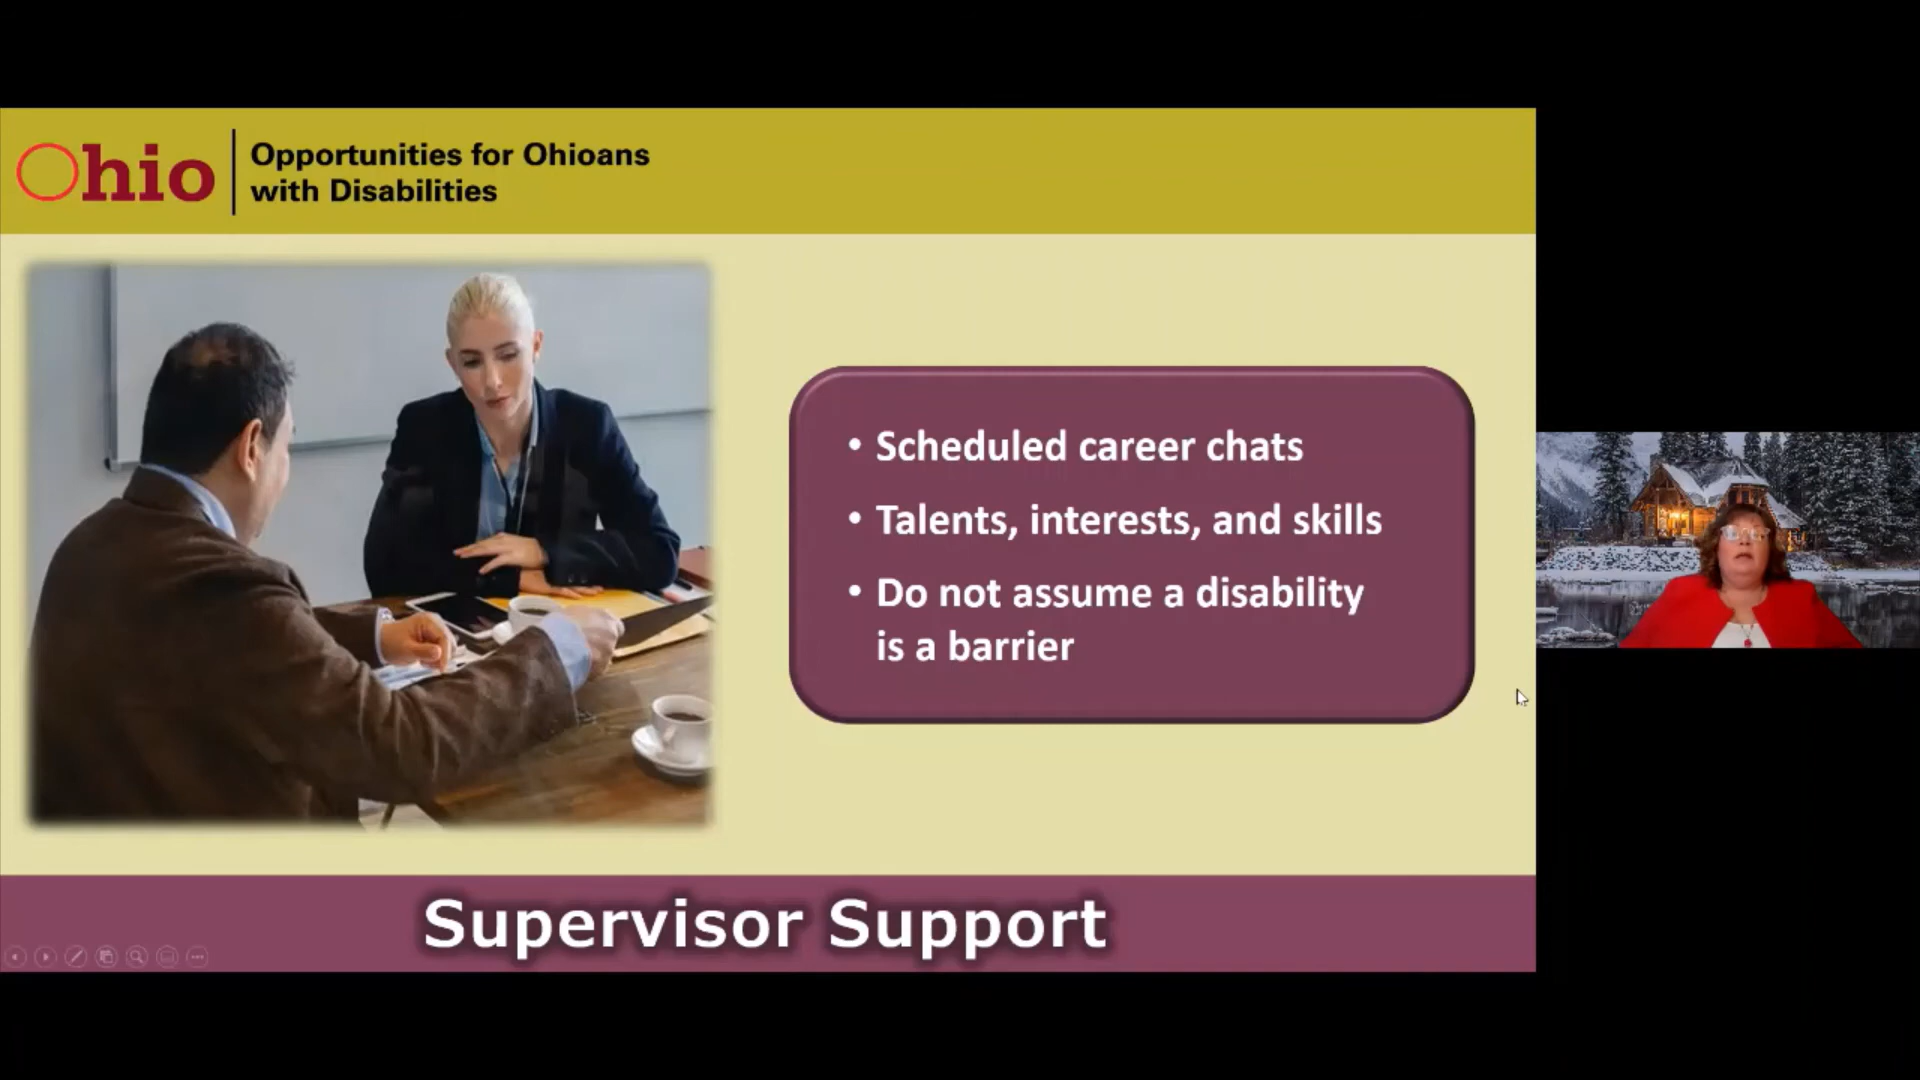 Ohio
Opportunities for Ohioans
with Disabilities
• Scheduled career chats
• Talents, interests, and skills
• Do not assume a disability
is a barrier
Supervisor Support